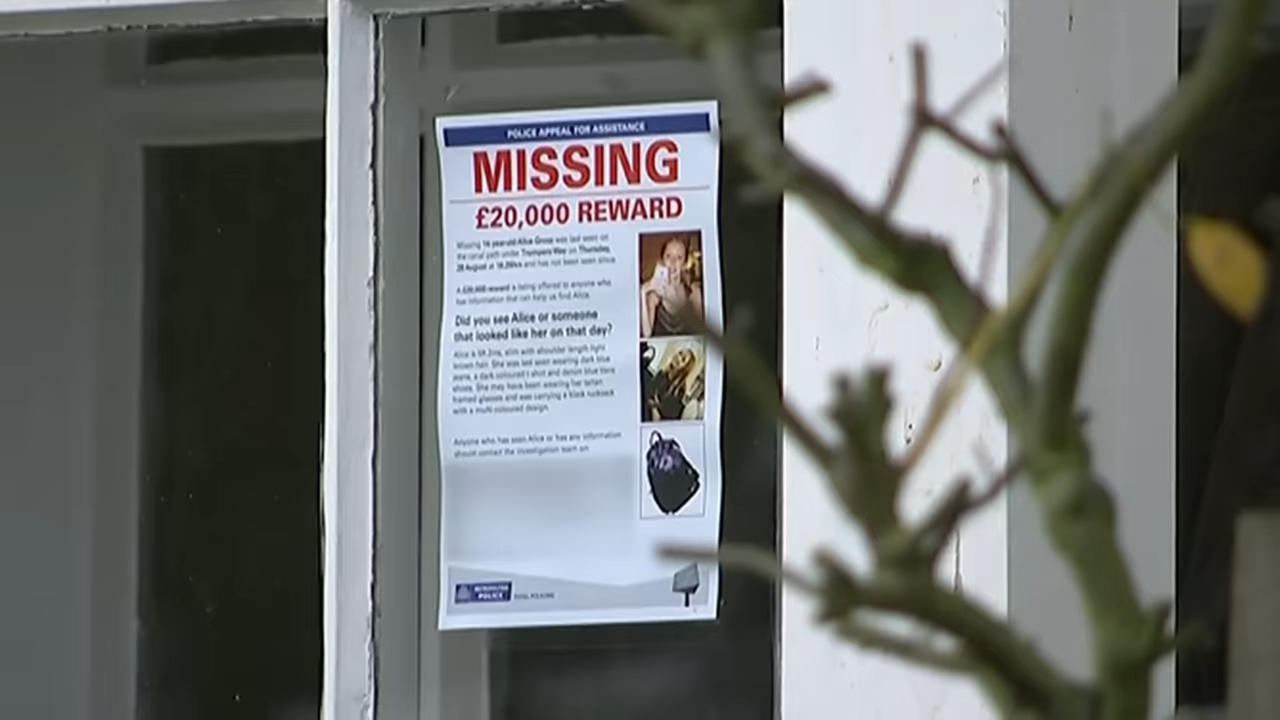 POLICE APPEAL FOR ASSISTANCE
MISSING
£20,000 REWARD
Missing 14 year old Alice Gross was last seen on
the canal path under Trumpers Way on Thursday,
28 August at 16.26hrs and has not been seen since.
A £20,000 reward is being offered to anyone who
has information that can help us find Alice.
Did you see Alice or someone
that looked like her on that day?
Alice is 5ft 2ins, slim with shoulder length light
brown hair. She was last seen wearing dark blue
jeans, a dark coloured t shirt and denim blue Vans
shoes. She may have been wearing her tartan
framed glasses and was carrying a black rucksack
with a multi coloured design.
Anyone who has seen Alice or has any information
should contact the investigation team on:
METROPOLITAN
POLICE
TOTAL POLICING